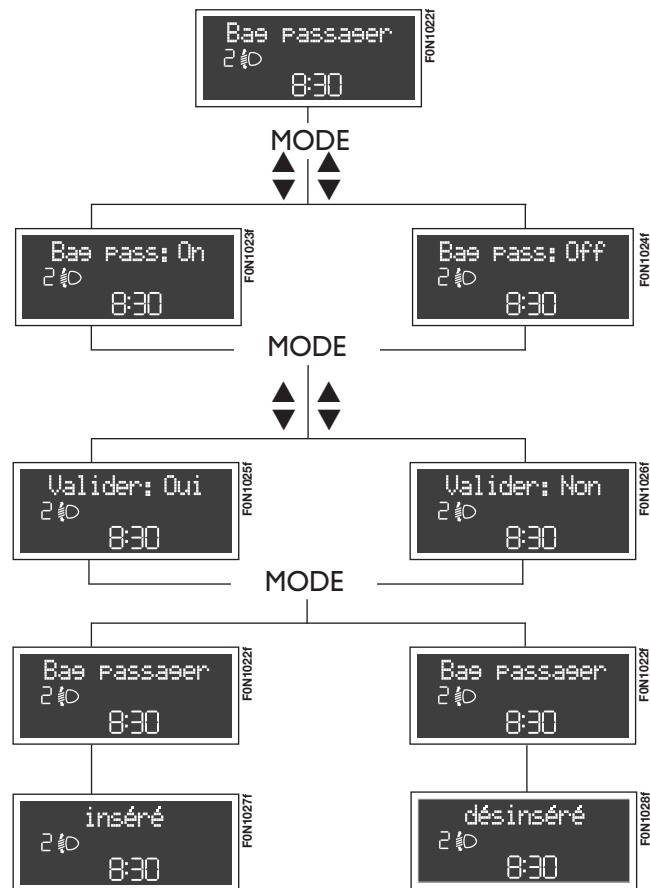 Bag passager
2
8:30
F0N1022f
MODE
Bag pass: On
2
8:30
F0N1023f
Bag pass: Off
2
8:30
F0N1024f
MODE
Valider: Oui
2
8:30
F0N1025f
Valider: Non
2
8:30
F0N1026f
MODE
Bag passager
2
8:30
F0N1022f
Bag passager
2
8:30
F0N1022f
inséré
2
8:30
F0N1027f
désinséré
2
8:30
F0N1028f